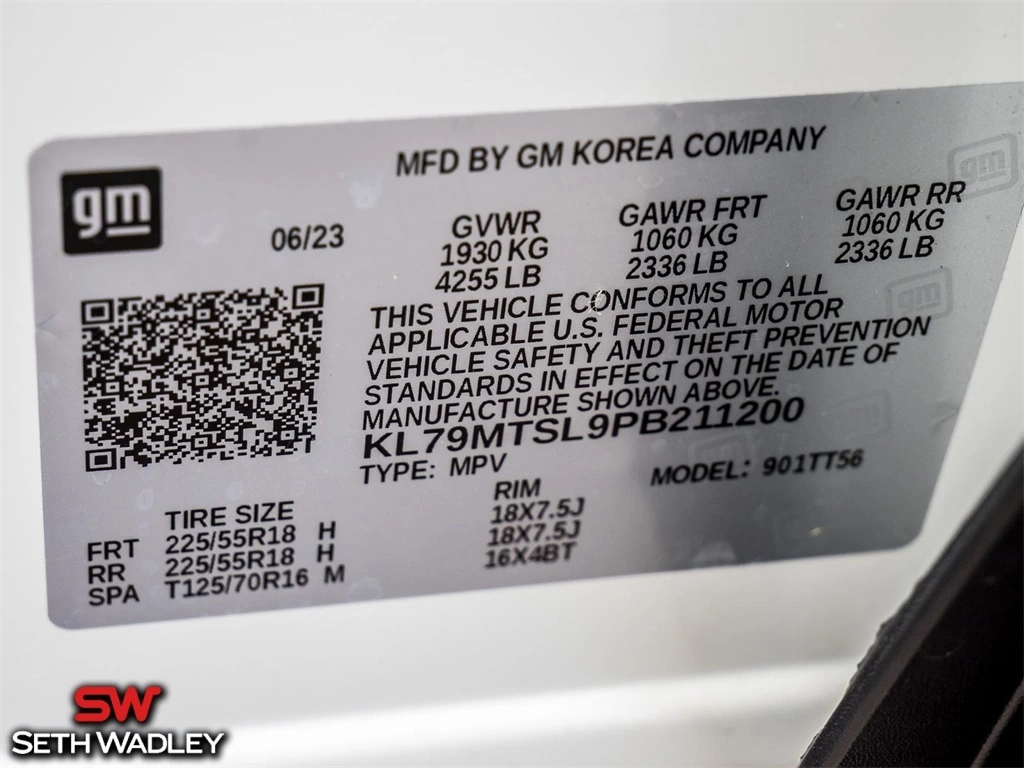 MFD BY GM KOREA COMPANY
gm
06/23
GVWR GAWR FRT GAWR RR
1930 KG 1060 KG 1060 KG
4255 LB 2336 LB 2336 LB
THIS VEHICLE CONFORMS TO ALL
APPLICABLE U.S. FEDERAL MOTOR
VEHICLE SAFETY AND THEFT PREVENTION
STANDARDS IN EFFECT ON THE DATE OF
MANUFACTURE SHOWN ABOVE.
KL79MTSL9PB211200
TYPE: MPV MODEL: 901TT56
TIRE SIZE RIM
FRT 225/55R18 H 18X7.5J
RR 225/55R18 H 18X7.5J
SPA T125/70R16 M 16X4BT
gm
gm
gm
SW
SETH WADLEY